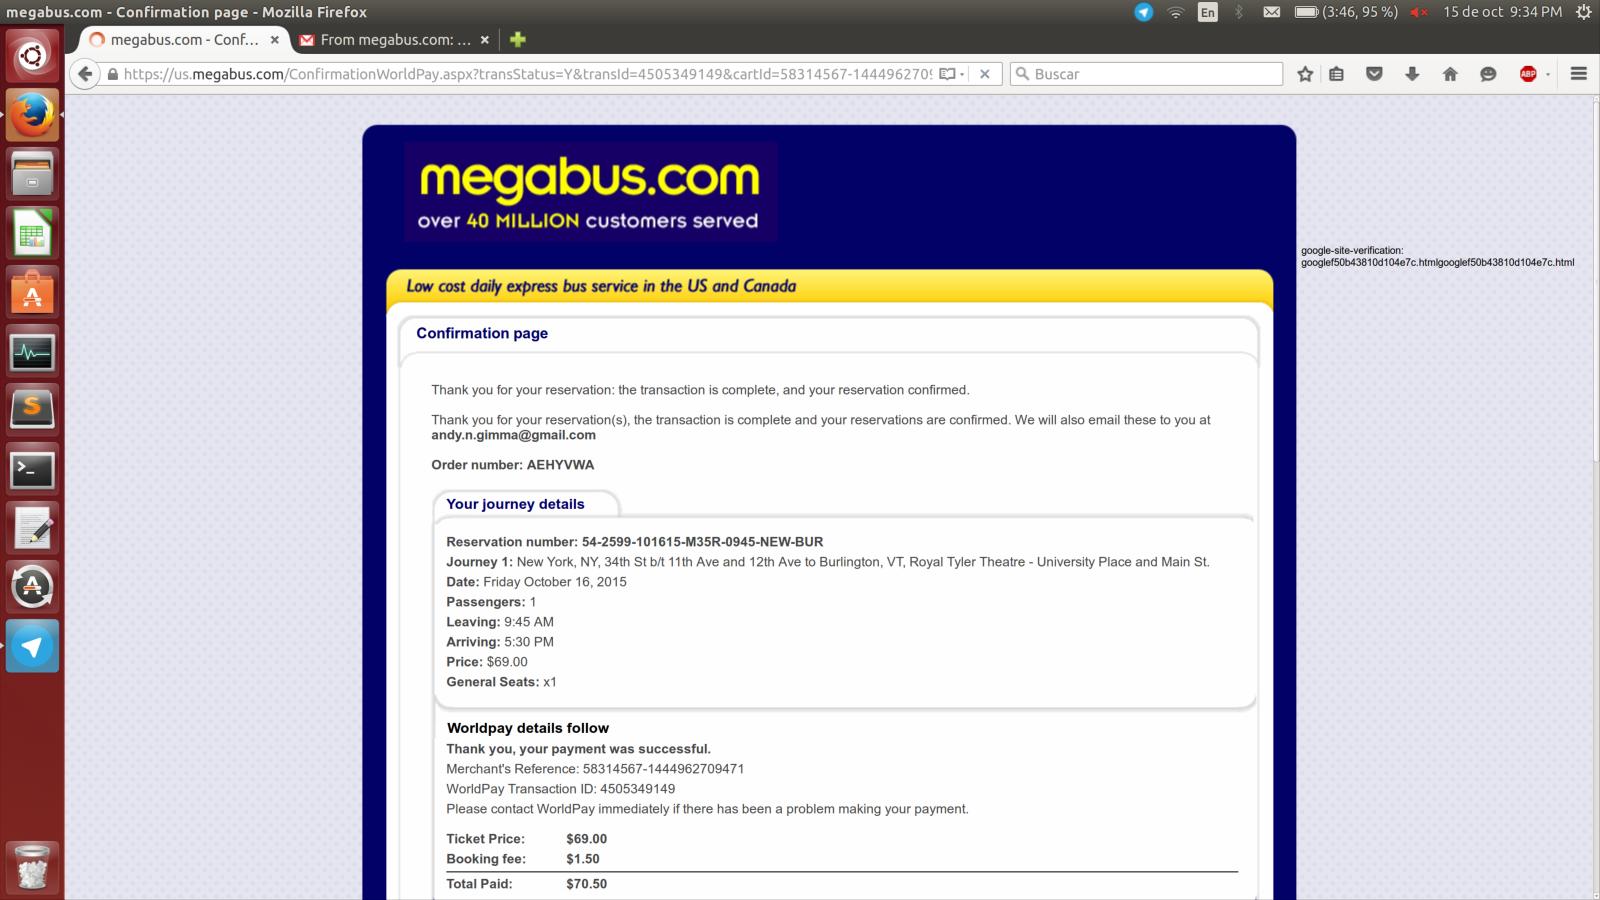 megabus.com - Confirmation page - Mozilla Firefox
En
(3:46, 95 %)
15 de oct 9:34 PM
megabus.com - Conf...
From megabus.com: ...
https://us.megabus.com/ConfirmationWorldPay.aspx?transStatus=Y&transId=4505349149&cartId=58314567-1444962709
Buscar
ABP
megabus.com
over 40 MILLION customers served
google-site-verification:
googlef50b43810d104e7c.htmlgooglef50b43810d104e7c.html
Low cost daily express bus service in the US and Canada
Confirmation page
Thank you for your reservation: the transaction is complete, and your reservation confirmed.
Thank you for your reservation(s), the transaction is complete and your reservations are confirmed. We will also email these to you at
andy.n.gimma@gmail.com
Order number: AEHYVWA
Your journey details
Reservation number: 54-2599-101615-M35R-0945-NEW-BUR
Journey 1: New York, NY, 34th St b/t 11th Ave and 12th Ave to Burlington, VT, Royal Tyler Theatre - University Place and Main St.
Date: Friday October 16, 2015
Passengers: 1
Leaving: 9:45 AM
Arriving: 5:30 PM
Price: $69.00
General Seats: x1
Worldpay details follow
Thank you, your payment was successful.
Merchant's Reference: 58314567-1444962709471
WorldPay Transaction ID: 4505349149
Please contact WorldPay immediately if there has been a problem making your payment.
Ticket Price: $69.00
Booking fee: $1.50
Total Paid: $70.50